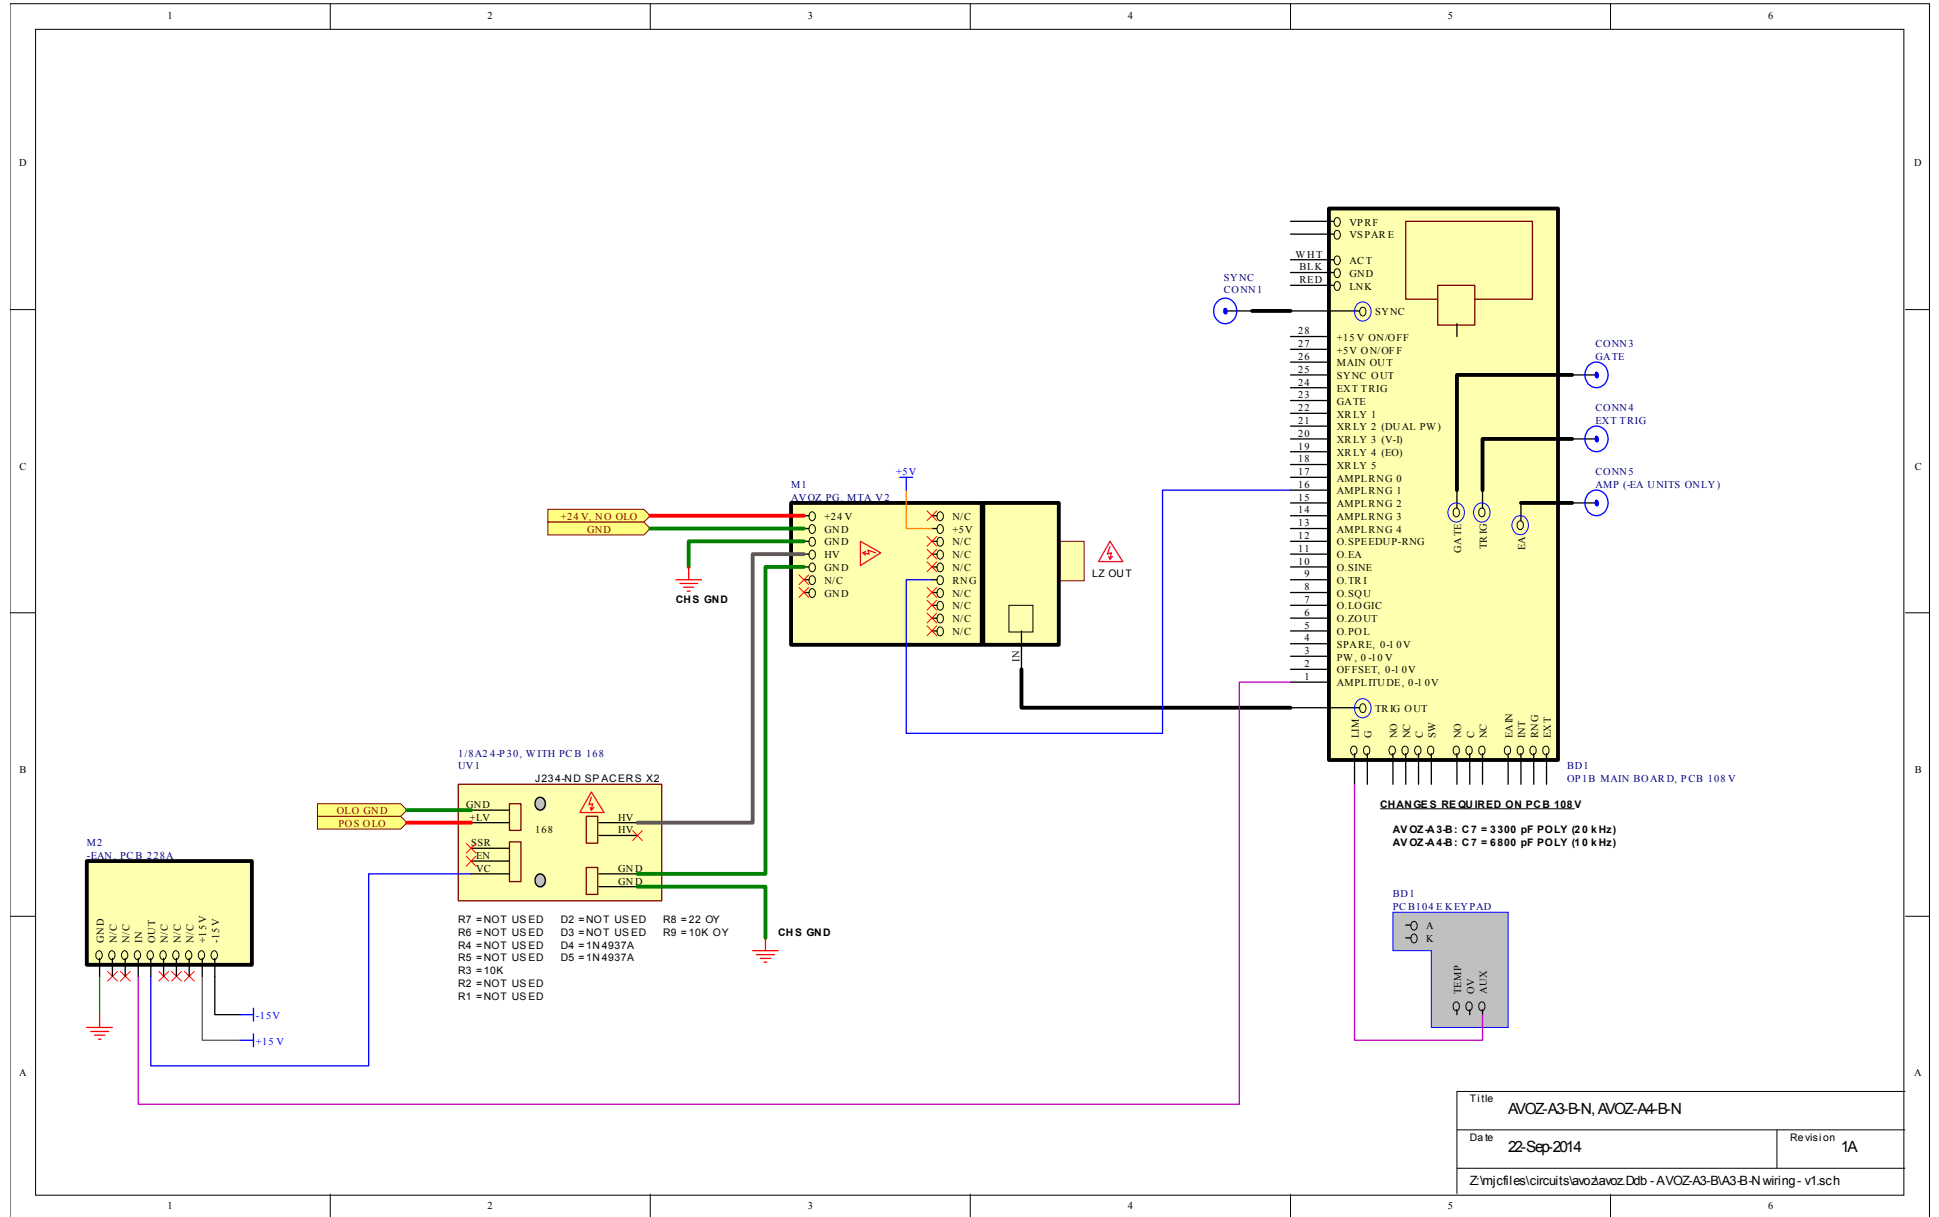 1 2 3 4 5 6
D D
C C
B B
A A
VPRF
VSPARE
WHT ACT
BLK GND
RED LNK
SYNC
CONN1
SYNC
28 +15V ON/OFF
27 +5V ON/OFF
26 MAIN OUT
25 SYNC OUT
24 EXT TRIG
23 GATE
22 XRLY 1
21 XRLY 2 (DUAL PW)
20 XRLY 3 (V-I)
19 XRLY 4 (EO)
18 XRLY 5
17 AMPLRNG 0
16 AMPLRNG 1
15 AMPLRNG 2
14 AMPLRNG 3
13 AMPLRNG 4
12 O.SPEEDUP-RNG
11 O.EA
10 O.SINE
9 O.TRI
8 O.SQU
7 O.LOGIC
6 O.ZOUT
5 O.POL
4 SPARE, 0-10V
3 PW, 0-10V
2 OFFSET, 0-10V
1 AMPLITUDE, 0-10V
TRIG OUT
GATE
TRIG
EA
LIM
G
NO
NC
C
SW
NO
C
NC
EAIN
INT
RNG
EXT
BD1
OP1B MAIN BOARD, PCB 108V
CONN3
GATE
CONN4
EXT TRIG
CONN5
AMP (-EA UNITS ONLY)
CHANGES REQUIRED ON PCB 108V
AVOZ-A3-B: C7 = 3300 pF POLY (20 kHz)
AVOZ-A4-B: C7 = 6800 pF POLY (10 kHz)
BD1
PCB104E KEYPAD
A
K
TEMP
OV
AUX
+5V
M1
AVOZ PG, MTA V2
+24V, NO OLO
GND
+24V
GND
GND
HV
GND
N/C
GND
N/C
+5V
N/C
N/C
N/C
RNG
N/C
N/C
N/C
N/C
IN
LZ OUT
CHS GND
1/8A24-P30, WITH PCB 168
UV1
J234-ND SPACERS X2
OLO GND
POS OLO
GND
+LV
168
SSR
EN
VC
HV
HV
GND
GND
CHS GND
R7 = NOT USED D2 = NOT USED R8 = 22 OY
R6 = NOT USED D3 = NOT USED R9 = 10K OY
R4 = NOT USED D4 = 1N4937A
R5 = NOT USED D5 = 1N4937A
R3 = 10K
R2 = NOT USED
R1 = NOT USED
M2
-EAN, PCB 228A
GND
N/C
N/C
IN
OUT
N/C
N/C
N/C
+15V
-15V
-15V
+15V
Title AVOZ-A3-B-N, AVOZ-A4-B-N
Date 22-Sep-2014 Revision 1A
Z:\mjcfiles\circuits\avoz\avoz.Ddb - AVOZ-A3-B\A3-B-N wiring - v1.sch
1 2 3 4 5 6